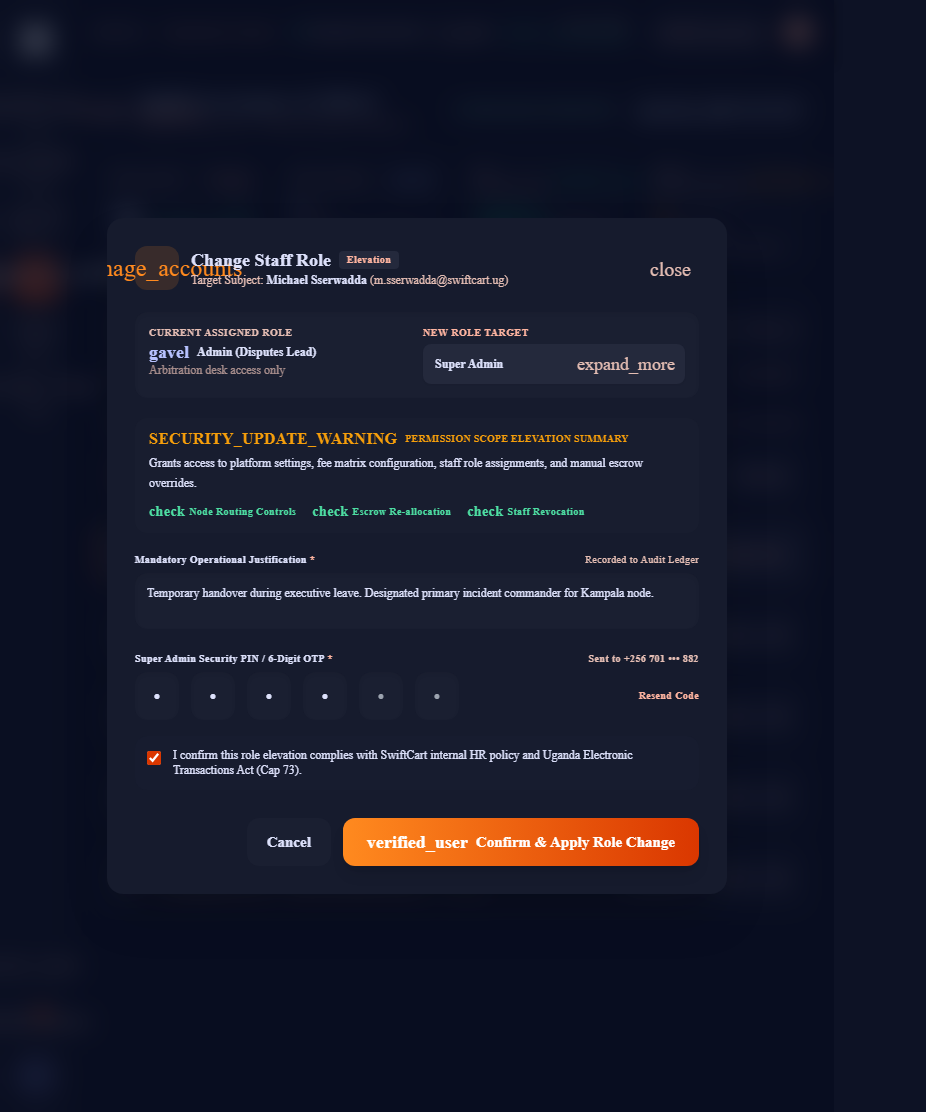 nage_accounts
Change Staff Role Elevation
Target Subject: Michael Sserwadda (m.sserwadda@swiftcart.ug)
close
CURRENT ASSIGNED ROLE
gavel Admin (Disputes Lead)
Arbitration desk access only
NEW ROLE TARGET
Super Admin expand_more
SECURITY_UPDATE_WARNING PERMISSION SCOPE ELEVATION SUMMARY
Grants access to platform settings, fee matrix configuration, staff role assignments, and manual escrow
overrides.
check Node Routing Controls check Escrow Re-allocation check Staff Revocation
Mandatory Operational Justification * Recorded to Audit Ledger
Temporary handover during executive leave. Designated primary incident commander for Kampala node.
Super Admin Security PIN / 6-Digit OTP * Sent to +256 701 ••• 882
• • • • • • Resend Code
I confirm this role elevation complies with SwiftCart internal HR policy and Uganda Electronic
Transactions Act (Cap 73).
Cancel verified_user Confirm & Apply Role Change